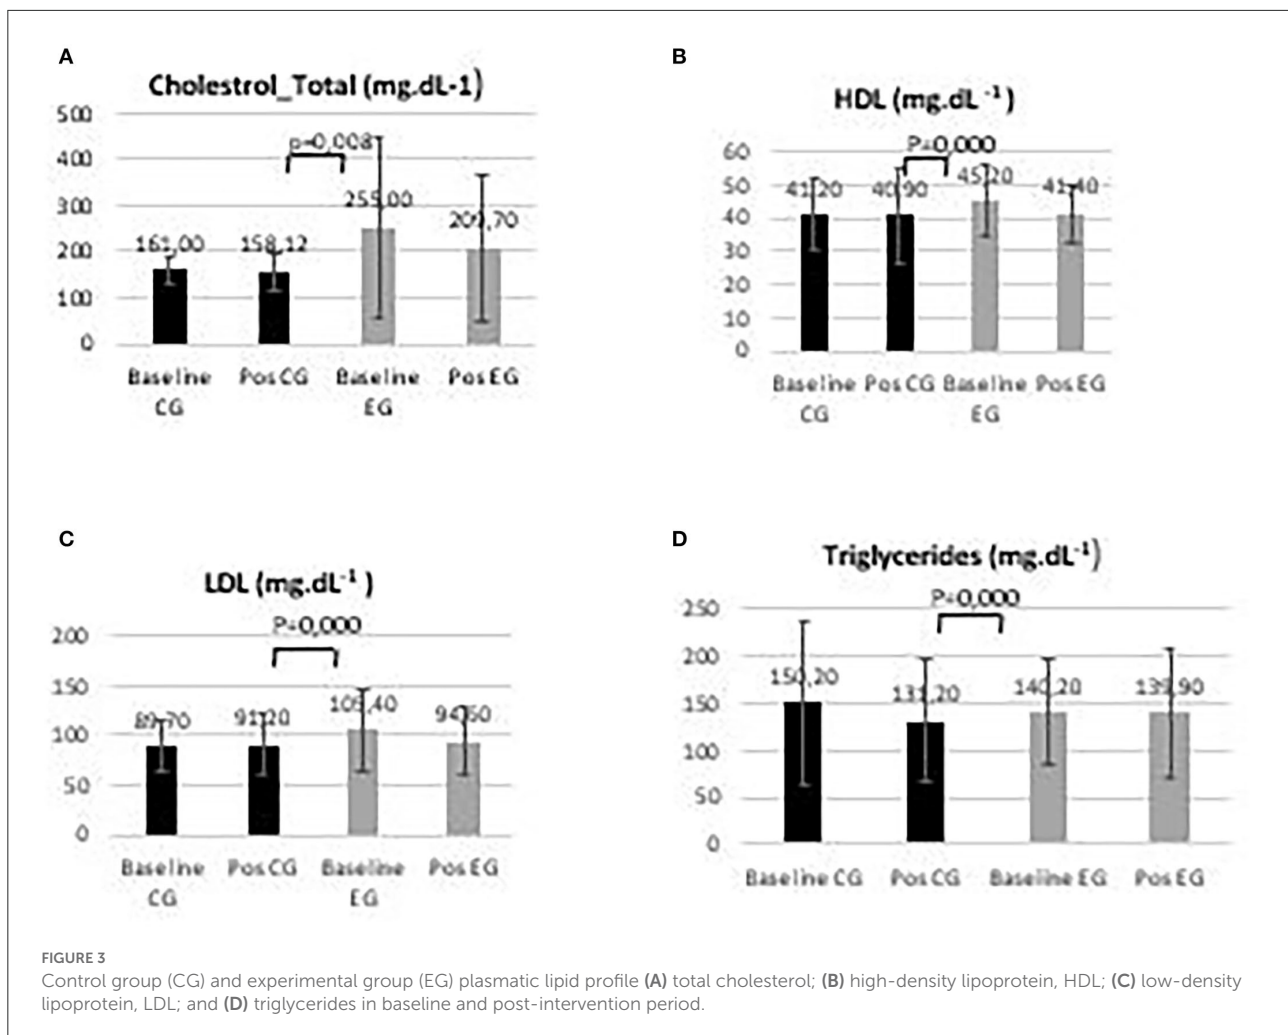 A
Cholestrol_Total (mg.dL-1)
500
400
300
200
100
0
p=0,008
161,00
158,12
255,00
,70
Baseline CG
Pos CG
Baseline EG
Pos EG
B
HDL (mg.dL -1 )
60
50
40
30
20
10
0
P=0,000
41,20
40,90
45,20
41,40
Baseline CG
Pos CG
Baseline EG
Pos EG
C
LDL (mg.dL-1 )
200
150
100
50
0
P=0,000
89,70
91,20
,40
Baseline CG
Pos CG
Baseline EG
Pos EG
D
Triglycerides (mg.dL-1)
250
200
150
100
50
0
P=0,000
150,20
131,20
140,20
139,90
Baseline CG
Pos CG
Baseline EG
Pos EG
FIGURE 3
Control group (CG) and experimental group (EG) plasmatic lipid profile (A) total cholesterol; (B) high-density lipoprotein, HDL; (C) low-density
lipoprotein, LDL; and (D) triglycerides in baseline and post-intervention period.